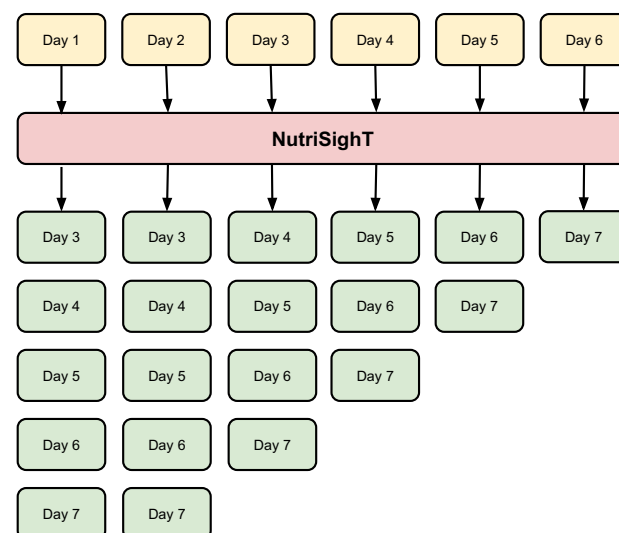 Day 1 Day 2 Day 3 Day 4 Day 5 Day 6
NutriSighT
Day 3 Day 3 Day 4 Day 5 Day 6 Day 7
Day 4 Day 4 Day 5 Day 6 Day 7
Day 5 Day 5 Day 6 Day 7
Day 6 Day 6 Day 7
Day 7 Day 7